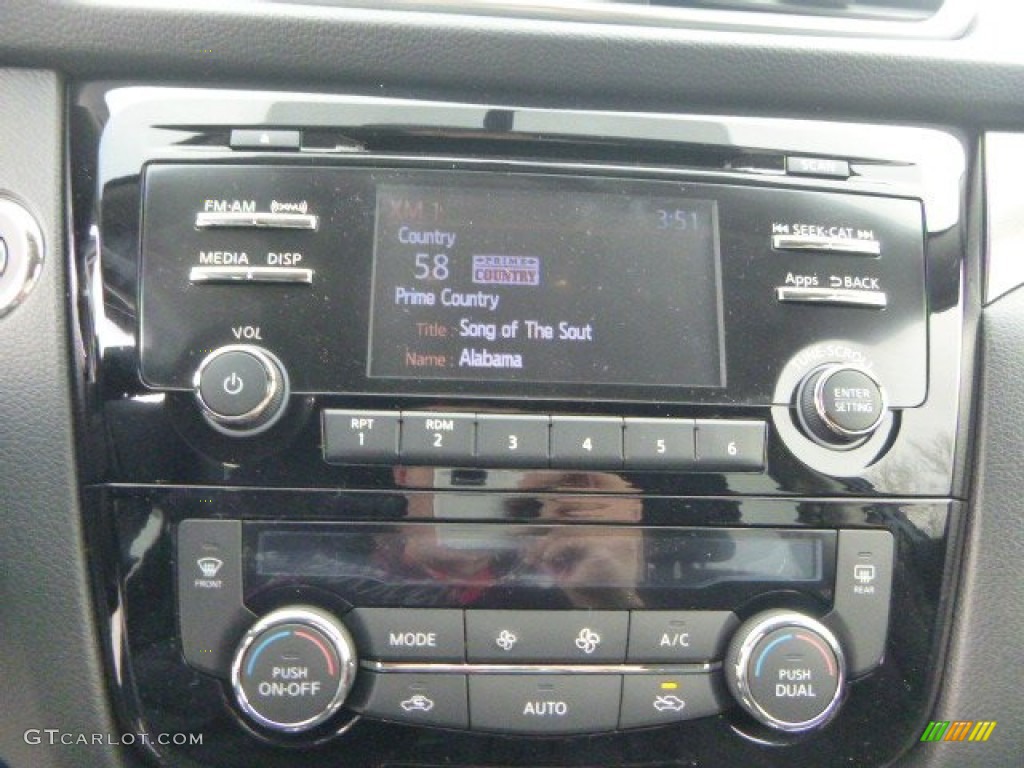 SCAN
FM·AM XM
XM 1 3:51
SEEK·CAT
Country
MEDIA DISP
58 PRIME COUNTRY
Apps BACK
Prime Country
VOL
Title : Song of The Sout
TUNE·SCROLL
Name : Alabama
ENTER
SETTING
RPT RDM
1 2 3 4 5 6
FRONT
REAR
MODE
A/C
PUSH
ON·OFF
PUSH
DUAL
AUTO
GTCARLOT.COM